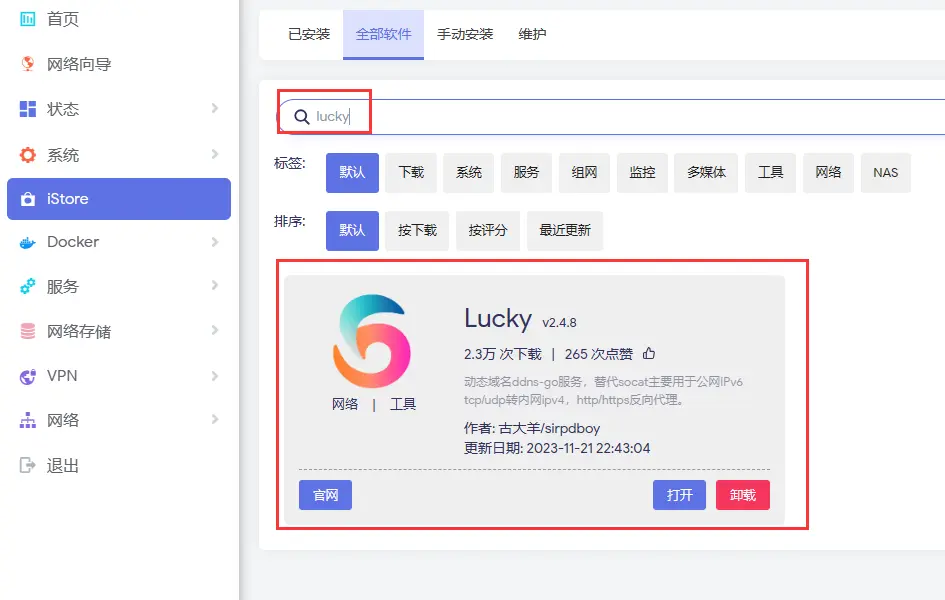 首页
网络向导
状态
系统
iStore
Docker
服务
网络存储
VPN
网络
退出
已安装 全部软件 手动安装 维护
lucky
标签: 默认 下载 系统 服务 组网 监控 多媒体 工具 网络 NAS
排序: 默认 按下载 按评分 最近更新
Lucky v2.4.8
2.3万 次下载 | 265 次点赞
动态域名ddns-go服务，替代socat主要用于公网IPv6
tcp/udp转内网ipv4，http/https反向代理。
网络 | 工具
作者: 古大羊/sirpdboy
更新日期: 2023-11-21 22:43:04
官网 打开 卸载